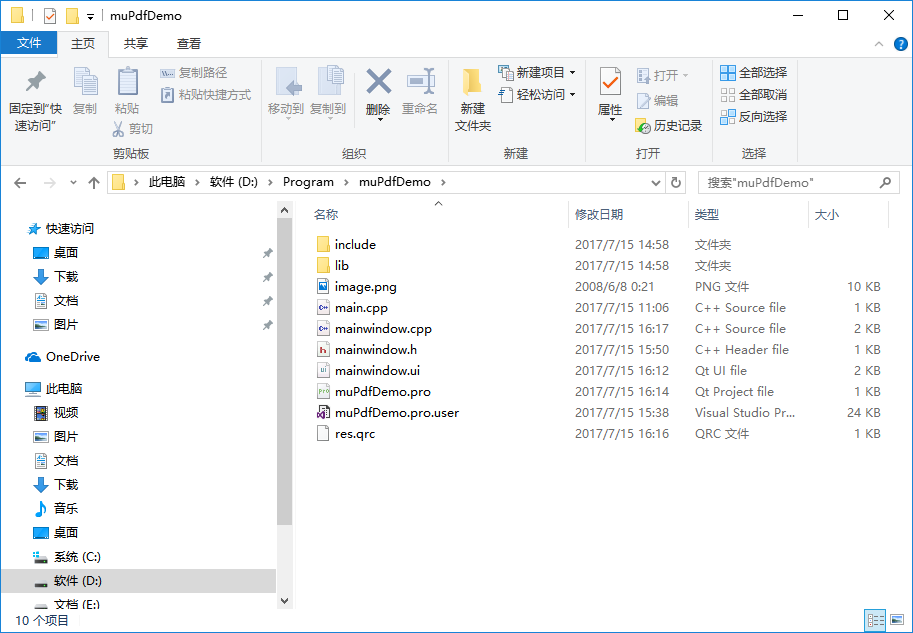 muPdfDemo
文件 主页 共享 查看
固定到"快速访问" 复制 粘贴 复制路径 粘贴快捷方式 剪切
移动到 复制到 删除 重命名
新建文件夹 新建项目 轻松访问
属性 打开 编辑 历史记录
全部选择 全部取消 反向选择
剪贴板 组织 新建 打开 选择
此电脑 软件 (D:) Program muPdfDemo 搜索"muPdfDemo"
快速访问
桌面
下载
文档
图片
OneDrive
此电脑
视频
图片
文档
下载
音乐
桌面
系统 (C:)
软件 (D:)
文档 (E:)
名称 修改日期 类型 大小
include 2017/7/15 14:58 文件夹
lib 2017/7/15 14:58 文件夹
image.png 2008/6/8 0:21 PNG 文件 10 KB
main.cpp 2017/7/15 11:06 C++ Source file 1 KB
mainwindow.cpp 2017/7/15 16:17 C++ Source file 2 KB
mainwindow.h 2017/7/15 15:50 C++ Header file 1 KB
mainwindow.ui 2017/7/15 16:12 Qt UI file 2 KB
muPdfDemo.pro 2017/7/15 16:14 Qt Project file 1 KB
muPdfDemo.pro.user 2017/7/15 15:38 Visual Studio Pr... 24 KB
res.qrc 2017/7/15 16:16 QRC 文件 1 KB
10 个项目